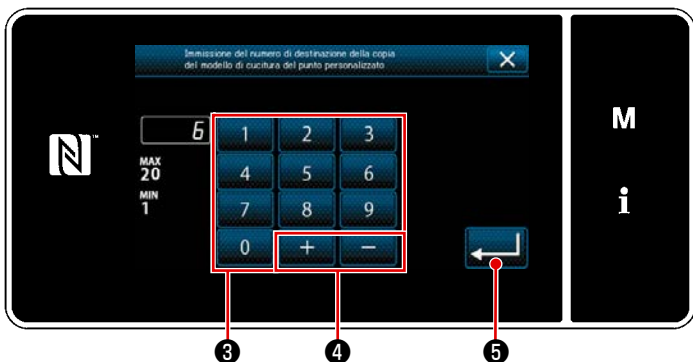 Immissione del numero di destinazione della copia
del modello di cucitura del punto personalizzato
6
1 2 3
MAX
20
4 5 6
MIN
1
7 8 9
0 + −
M
i
N™
❸ ❹ ❺